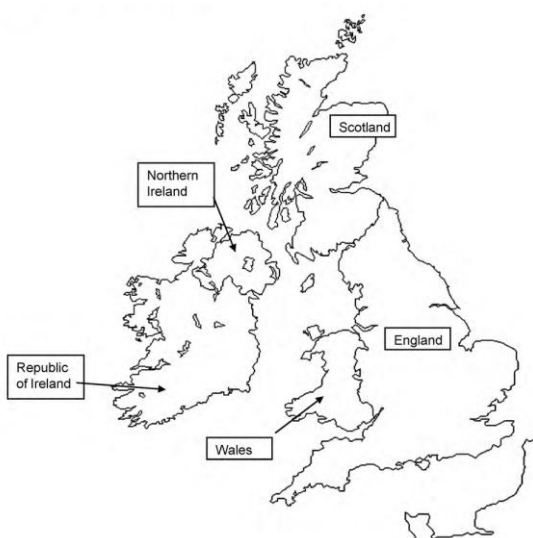 Scotland
Northern
Ireland
England
Republic
of Ireland
Wales